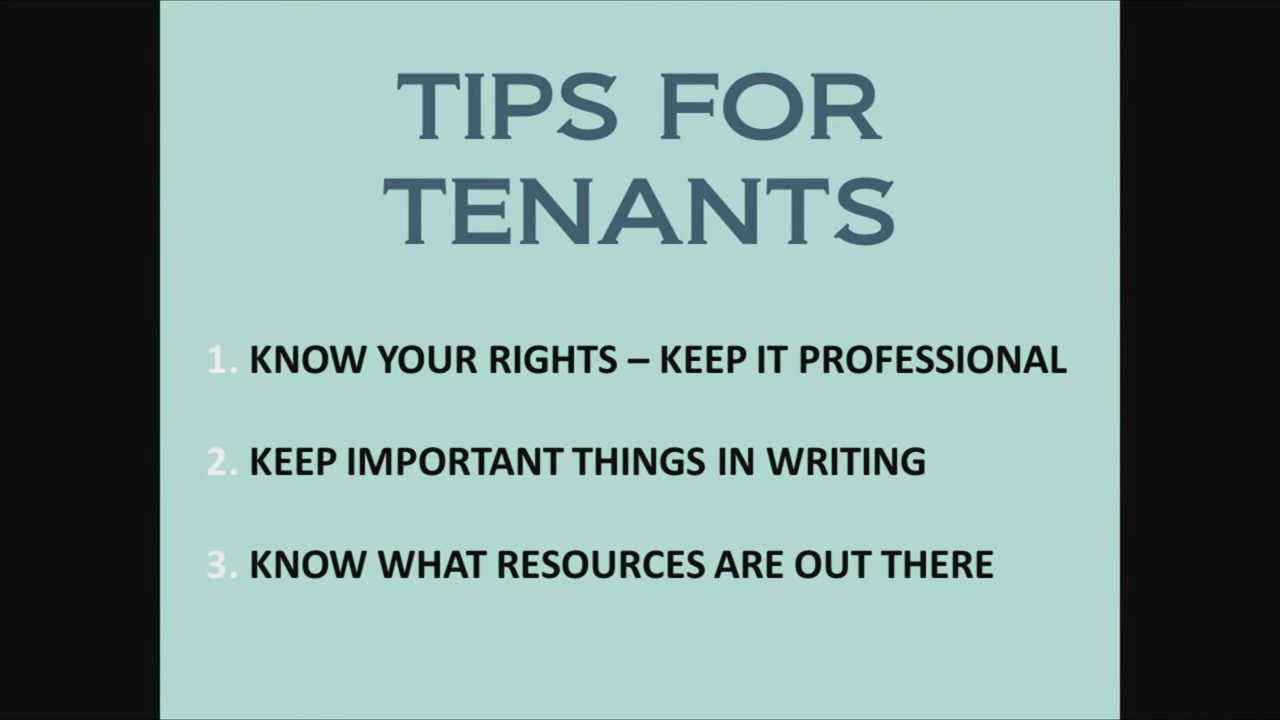 TIPS FOR
TENANTS
1. KNOW YOUR RIGHTS – KEEP IT PROFESSIONAL
2. KEEP IMPORTANT THINGS IN WRITING
3. KNOW WHAT RESOURCES ARE OUT THERE